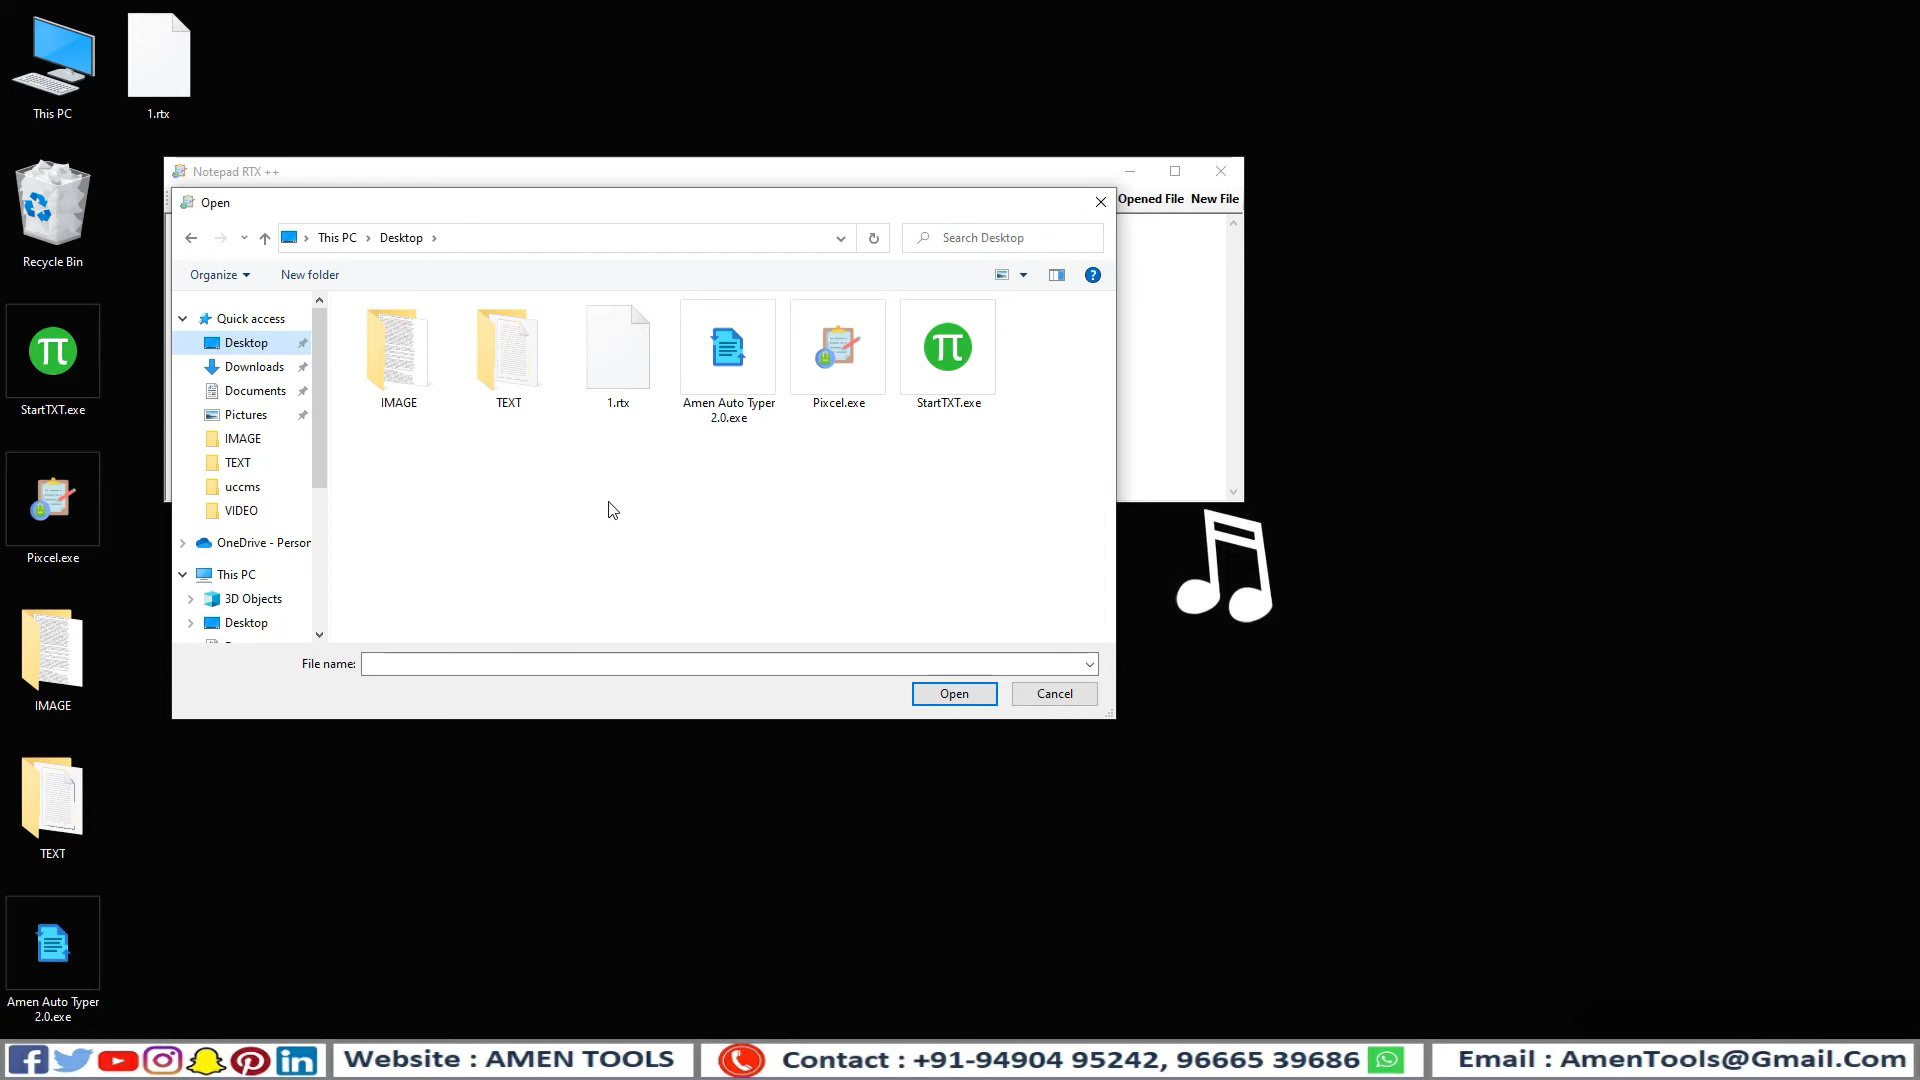 This PC
1.rtx
Recycle Bin
StartTXT.exe
Pixcel.exe
IMAGE
TEXT
Amen Auto Typer
2.0.exe
Notepad RTX ++
Opened File New File
Open
This PC › Desktop ›
Search Desktop
Organize
New folder
Quick access
Desktop
Downloads
Documents
Pictures
IMAGE
TEXT
uccms
VIDEO
OneDrive - Person
This PC
3D Objects
Desktop
IMAGE
TEXT
1.rtx
Amen Auto Typer
2.0.exe
Pixcel.exe
StartTXT.exe
File name:
Open
Cancel
Website : AMEN TOOLS
Contact : +91-94904 95242, 96665 39686
Email : AmenTools@Gmail.Com